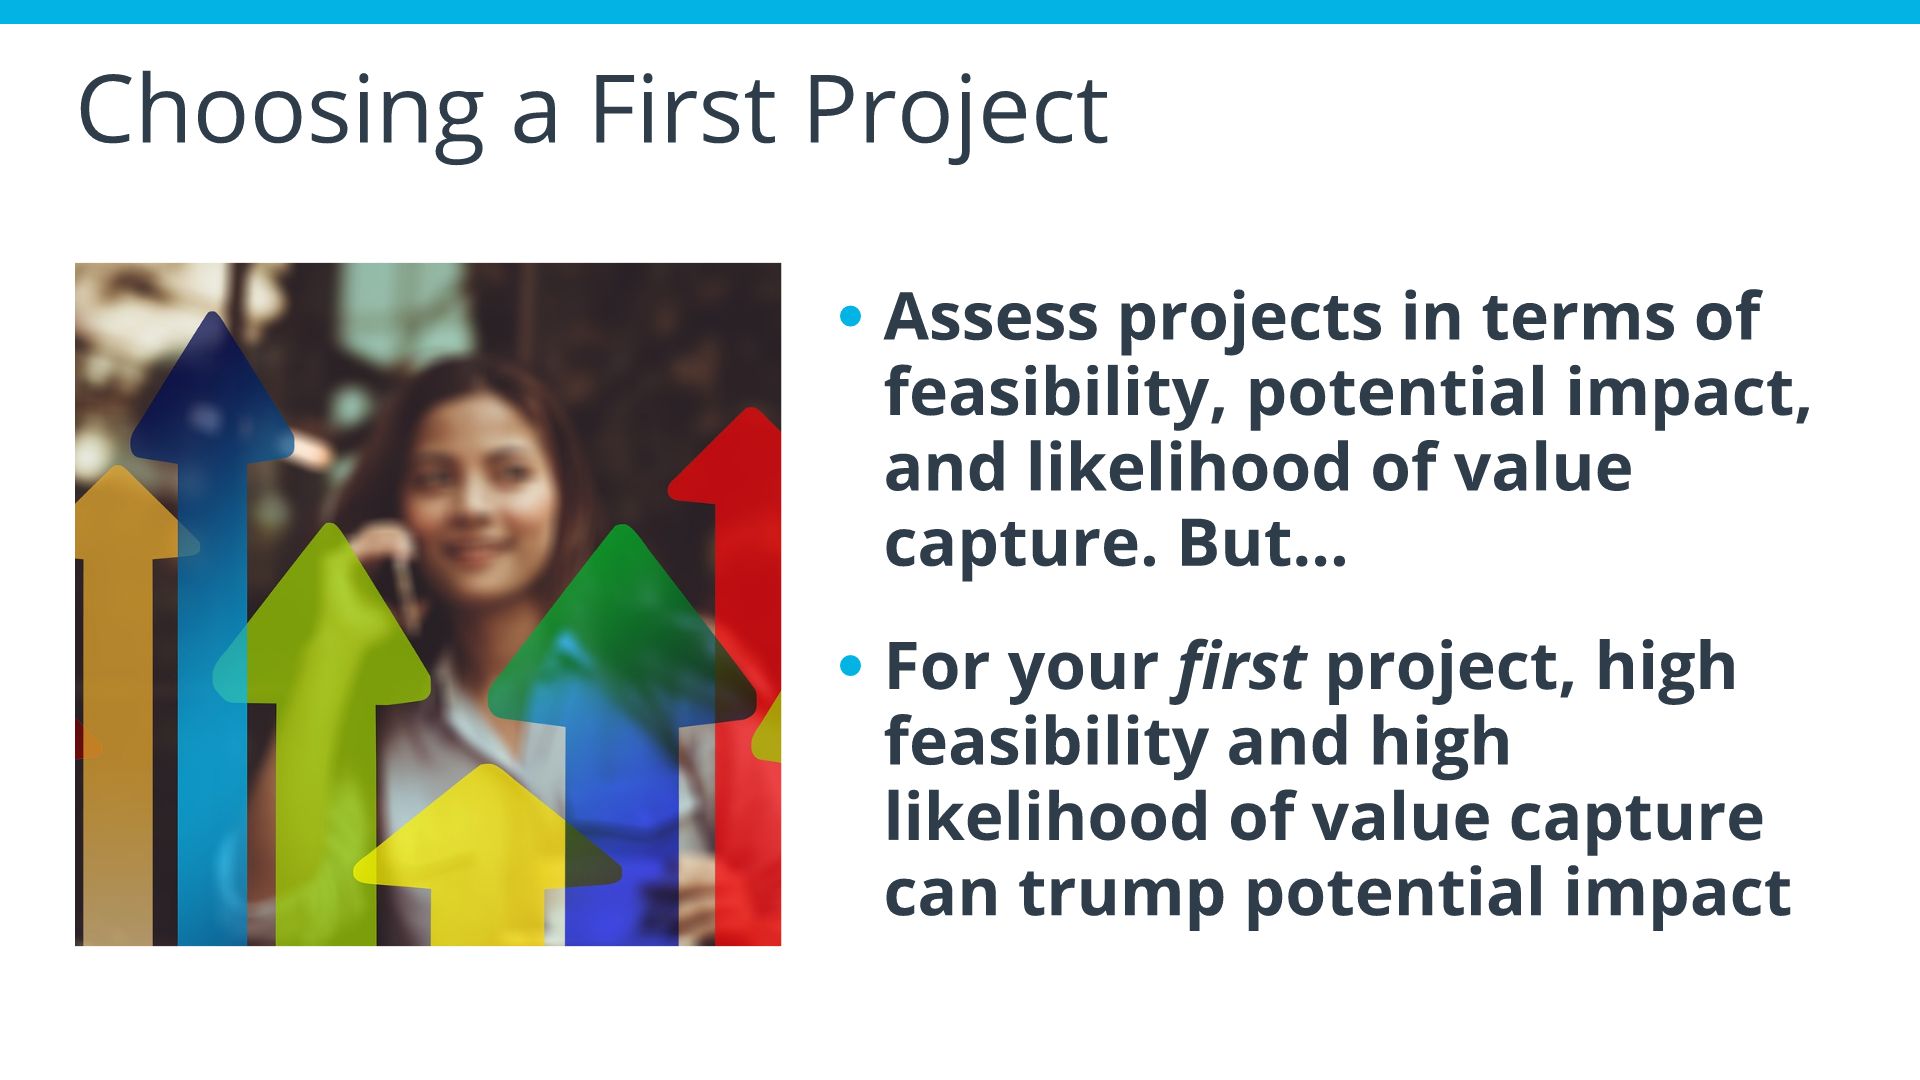 Choosing a First Project
• Assess projects in terms of
feasibility, potential impact,
and likelihood of value
capture. But...
• For your first project, high
feasibility and high
likelihood of value capture
can trump potential impact